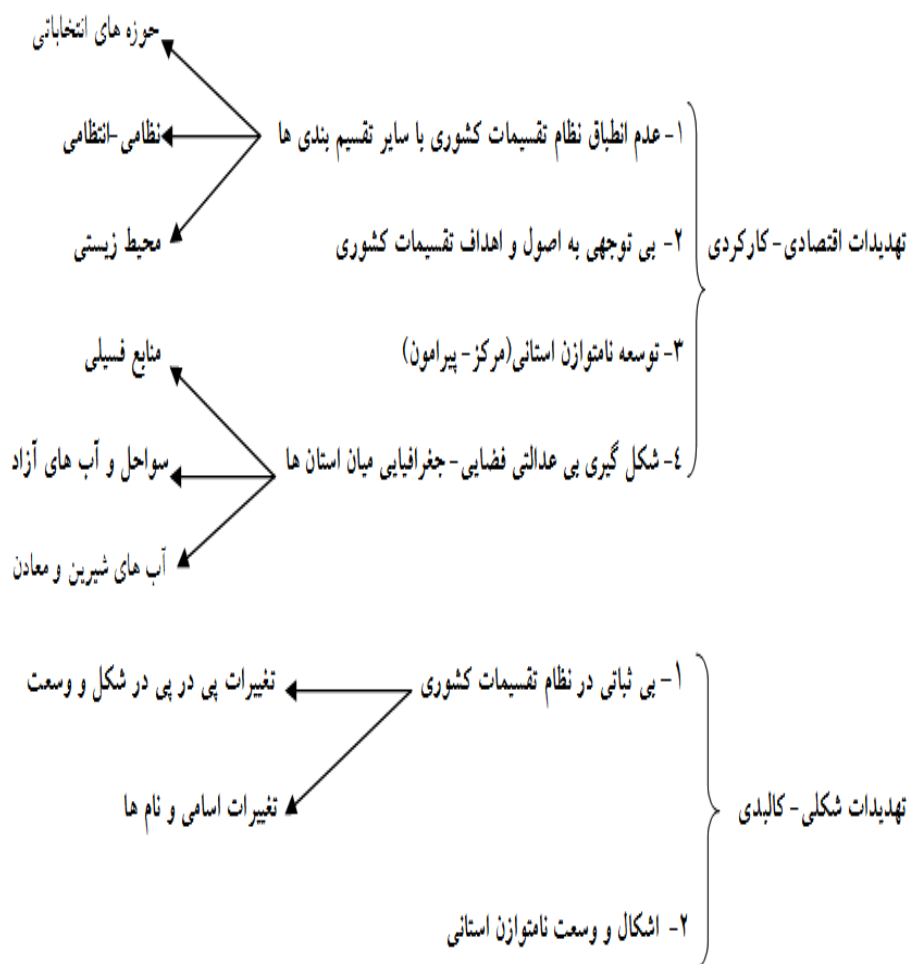 حوزه های انتخاباتی
۱- عدم انطباق نظام تقسیمات کشوری با سایر تقسیم بندی ها
نظامی-انتظامی
تهدیدات اقتصادی- کارکردی
۲- بی توجهی به اصول و اهداف تقسیمات کشوری
محیط زیستی
۳- توسعه نامتوازن استانی(مرکز- پیرامون)
منابع فسیلی
٤- شکل گیری بی عدالتی فضایی- جغرافیایی میان استان ها
سواحل و آب های آزاد
آب های شیرین و معادن
۱- بی ثباتی در نظام تقسیمات کشوری
تغییرات پی در پی در شکل و وسعت
تهدیدات شکلی- کالبدی
تغییرات اسامی و نام ها
۲- اشکال و وسعت نامتوازن استانی